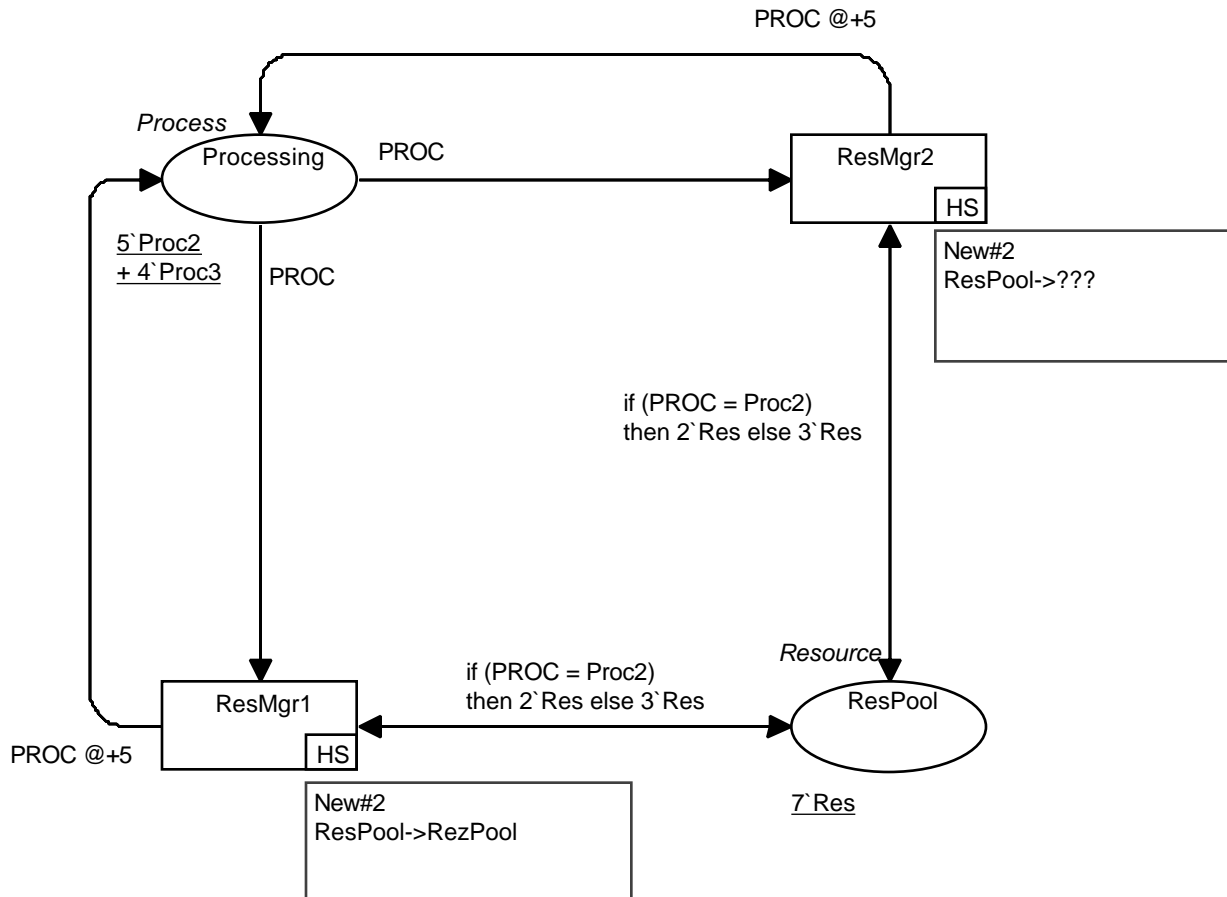 PROC @+5
Process
Processing
PROC
ResMgr2
HS
5`Proc2
+ 4`Proc3
PROC
New#2
ResPool->???
if (PROC = Proc2)
then 2`Res else 3`Res
Resource
if (PROC = Proc2)
then 2`Res else 3`Res
ResMgr1
ResPool
PROC @+5
HS
New#2
ResPool->RezPool
7`Res